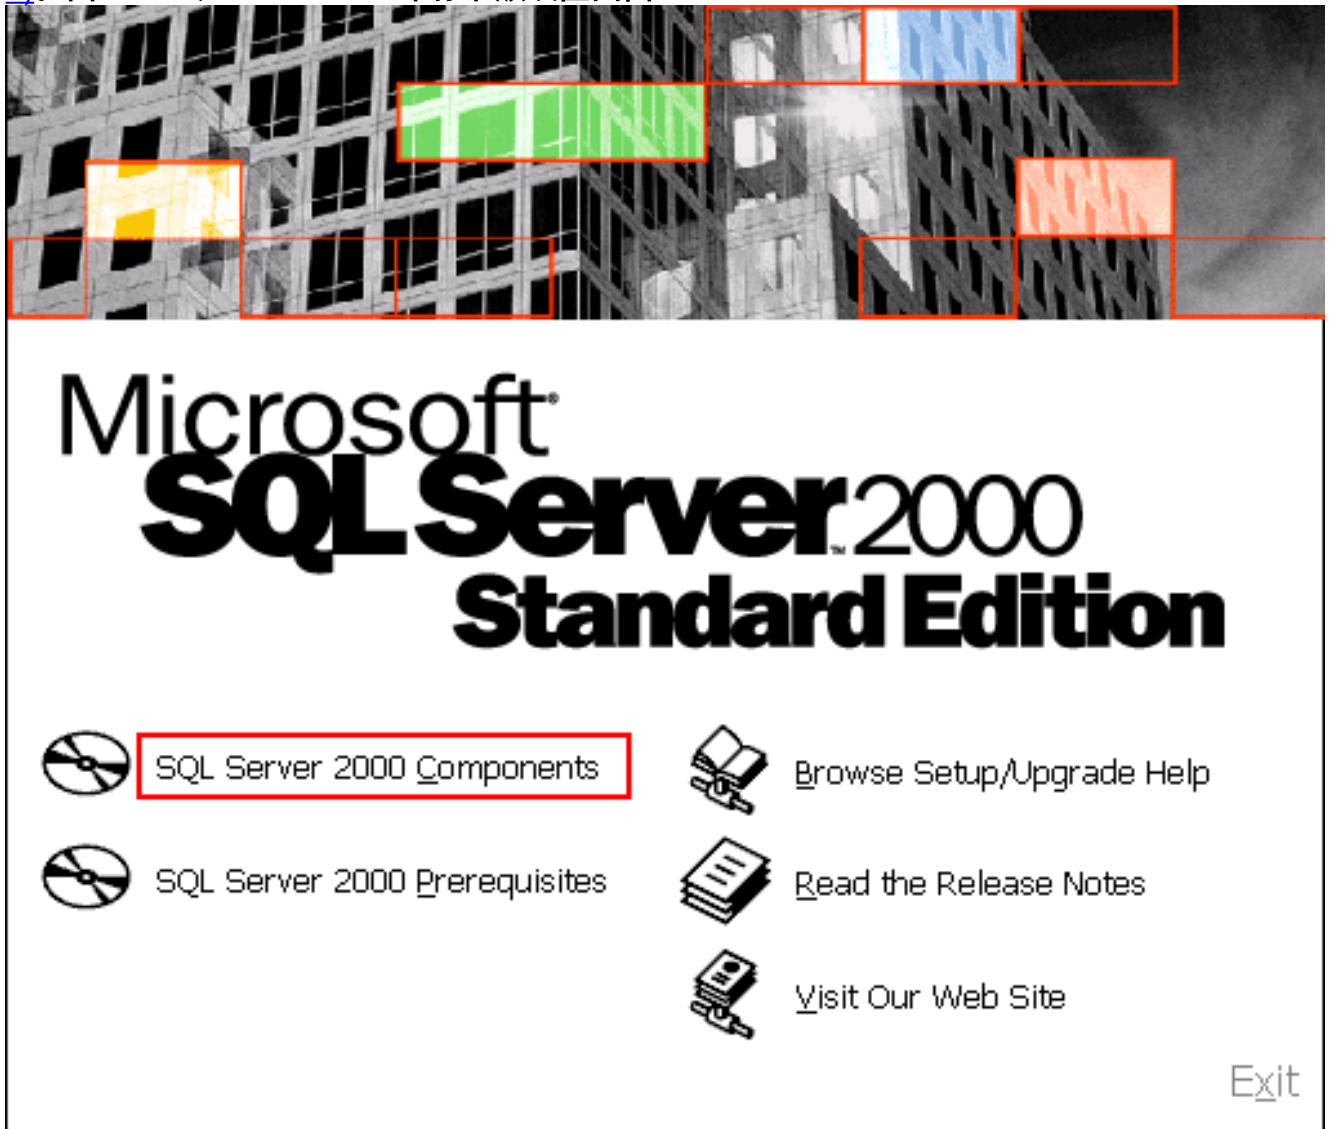 Microsoft®
SQL Server™ 2000
Standard Edition
SQL Server 2000 Components
SQL Server 2000 Prerequisites
Browse Setup/Upgrade Help
Read the Release Notes
Visit Our Web Site
Exit